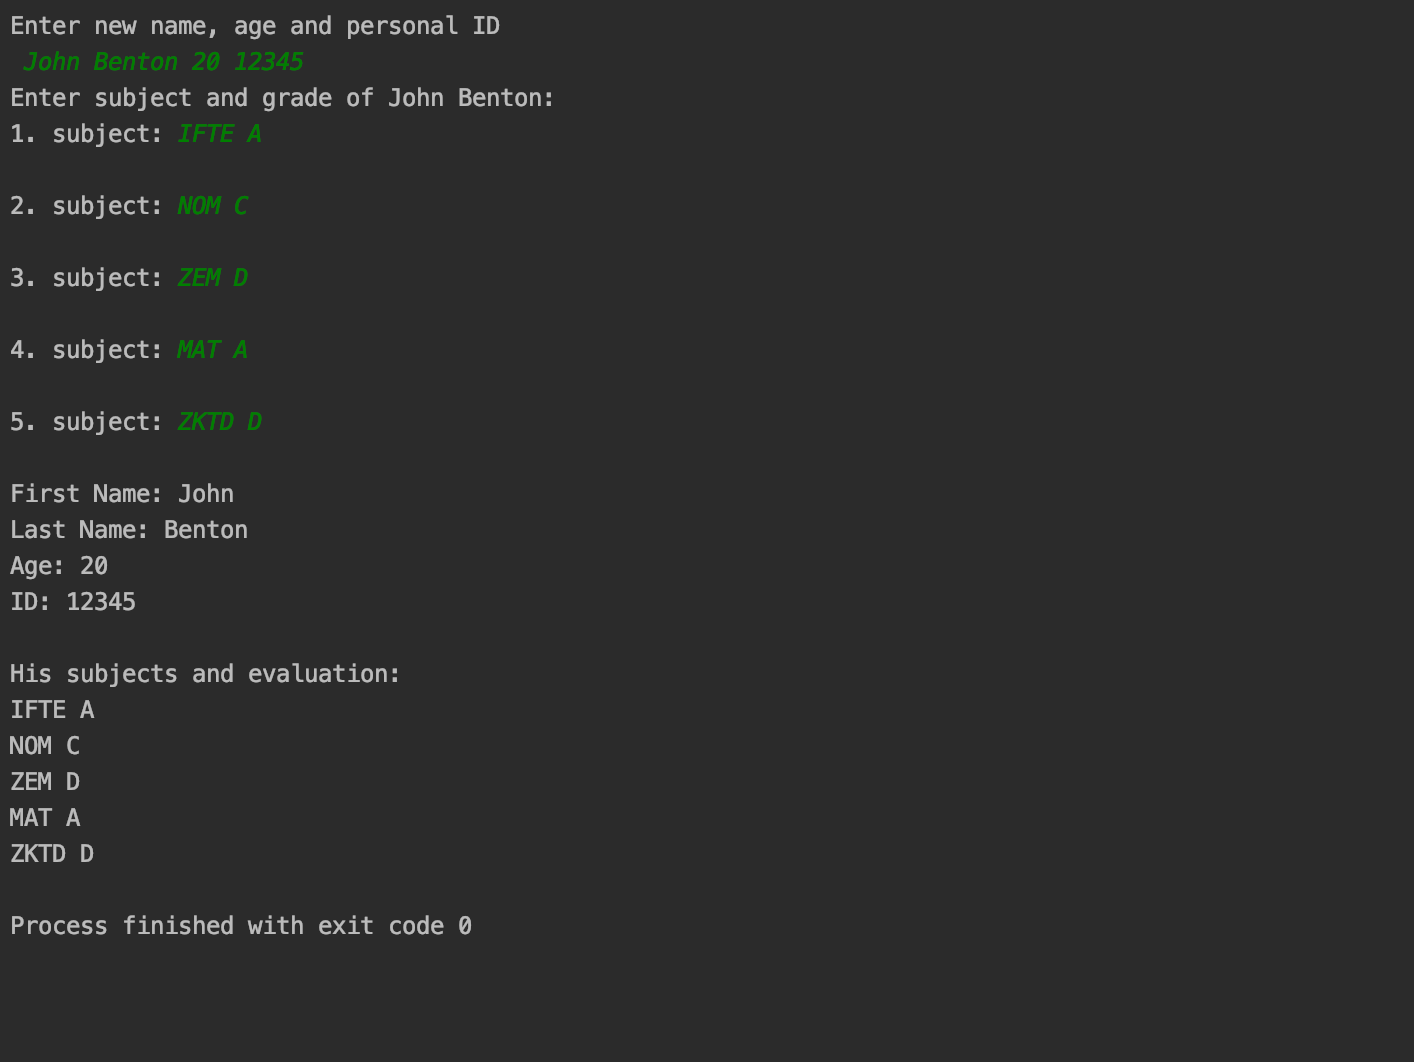 Enter new name, age and personal ID
John Benton 20 12345
Enter subject and grade of John Benton:
1. subject: IFTE A
2. subject: NOM C
3. subject: ZEM D
4. subject: MAT A
5. subject: ZKTD D
First Name: John
Last Name: Benton
Age: 20
ID: 12345
His subjects and evaluation:
IFTE A
NOM C
ZEM D
MAT A
ZKTD D
Process finished with exit code 0